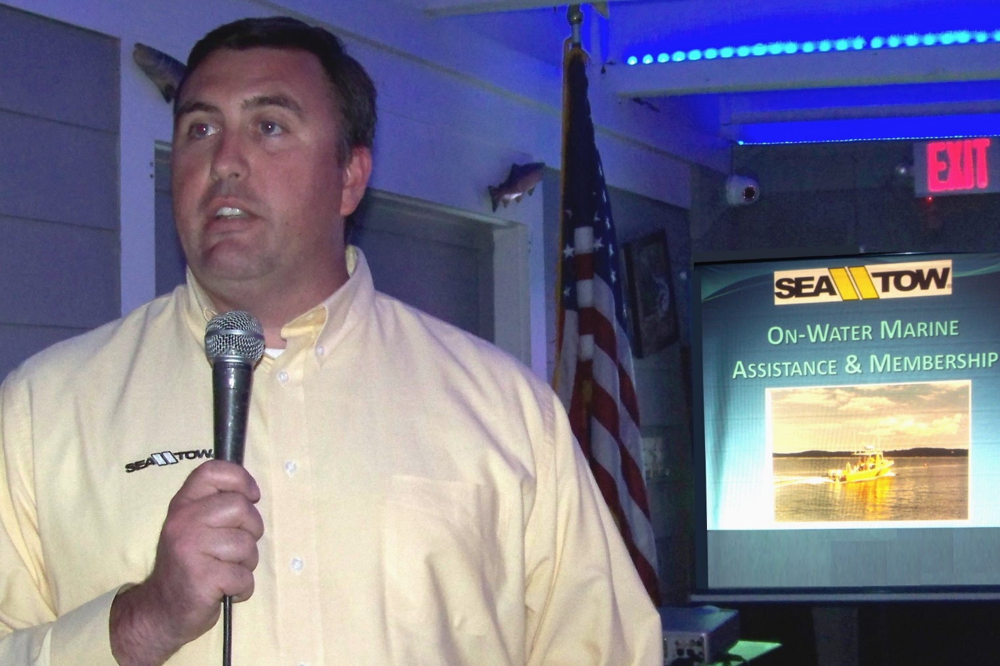 EXIT
SEA TOW
ON-WATER MARINE
ASSISTANCE & MEMBERSHIP
SEA TOW